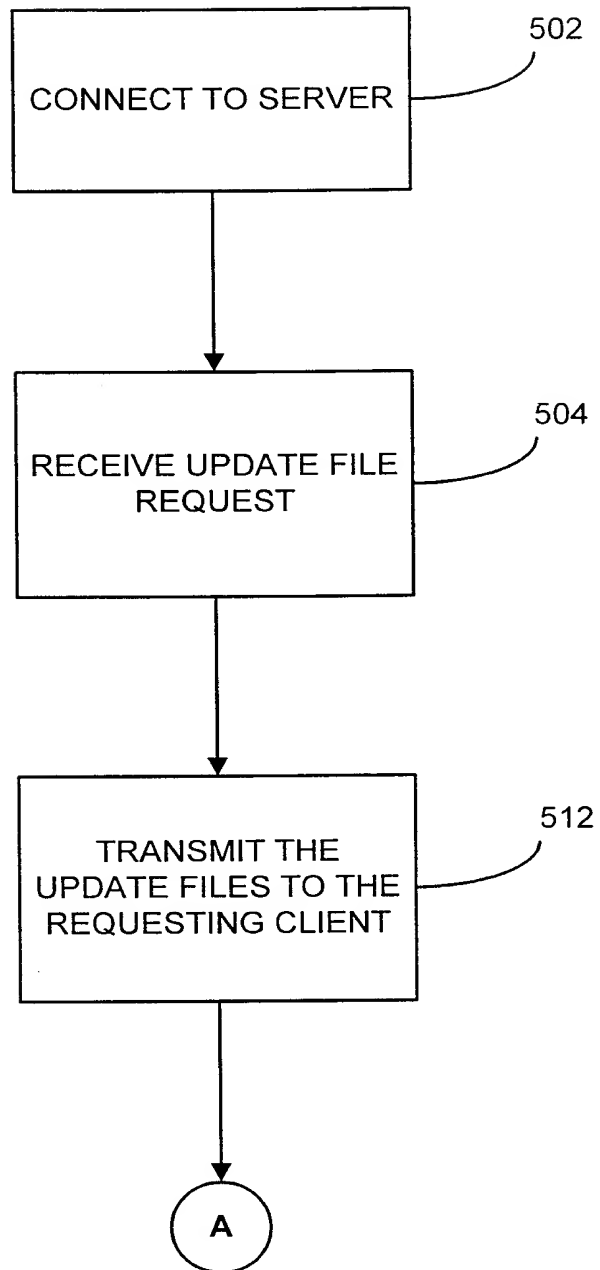 502
CONNECT TO SERVER
504
RECEIVE UPDATE FILE
REQUEST
512
TRANSMIT THE
UPDATE FILES TO THE
REQUESTING CLIENT
A